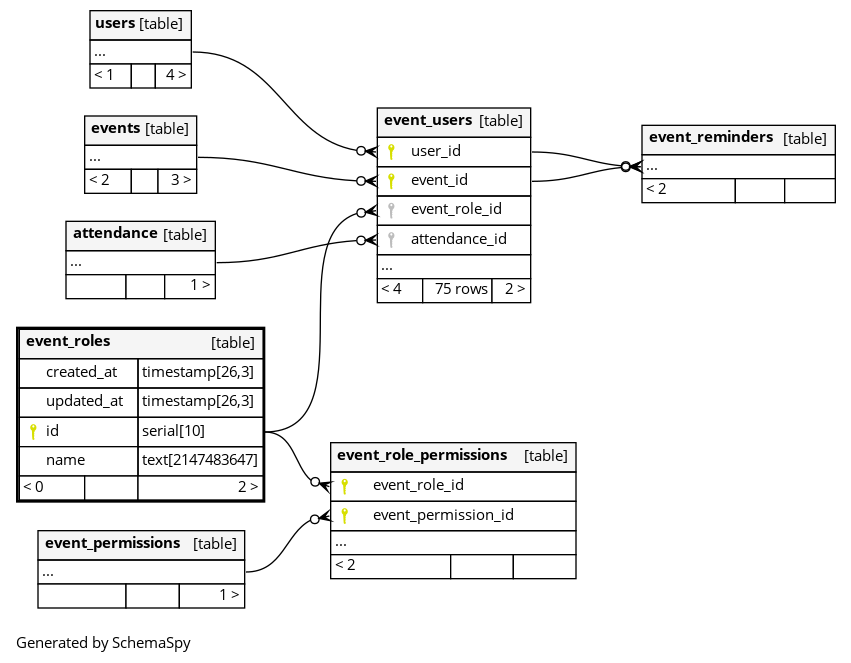 users [table]
...
< 1 4 >
events [table]
...
< 2 3 >
attendance [table]
...
1 >
event_roles [table]
created_at timestamp[26,3]
updated_at timestamp[26,3]
id serial[10]
name text[2147483647]
< 0 2 >
event_permissions [table]
...
1 >
event_users [table]
user_id
event_id
event_role_id
attendance_id
...
< 4 75 rows 2 >
event_role_permissions [table]
event_role_id
event_permission_id
...
< 2
event_reminders [table]
...
< 2
Generated by SchemaSpy